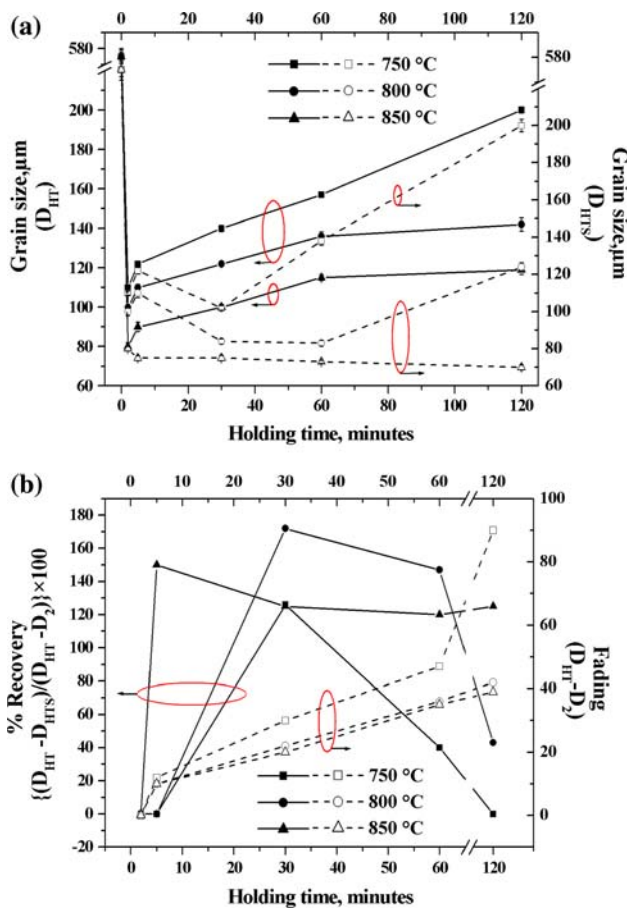 (a)
0 20 40 60 80 100 120
580
580
750 °C
800 °C
850 °C
200
180
160
140
120
100
80
60
200
180
160
140
120
100
80
60
Grain size,μm
(D_HT)
Grain size,μm
(D_HTS)
0 20 40 60 80 100 120
Holding time, minutes
(b)
0 10 20 30 40 50 60 120
180
160
140
120
100
80
60
40
20
0
-20
100
80
60
40
20
0
% Recovery
{(D_HT -D_HTS)/(D_HT -D_2)}×100
Fading
(D_HT-D_2)
750 °C
800 °C
850 °C
0 10 20 30 40 50 60 120
Holding time, minutes